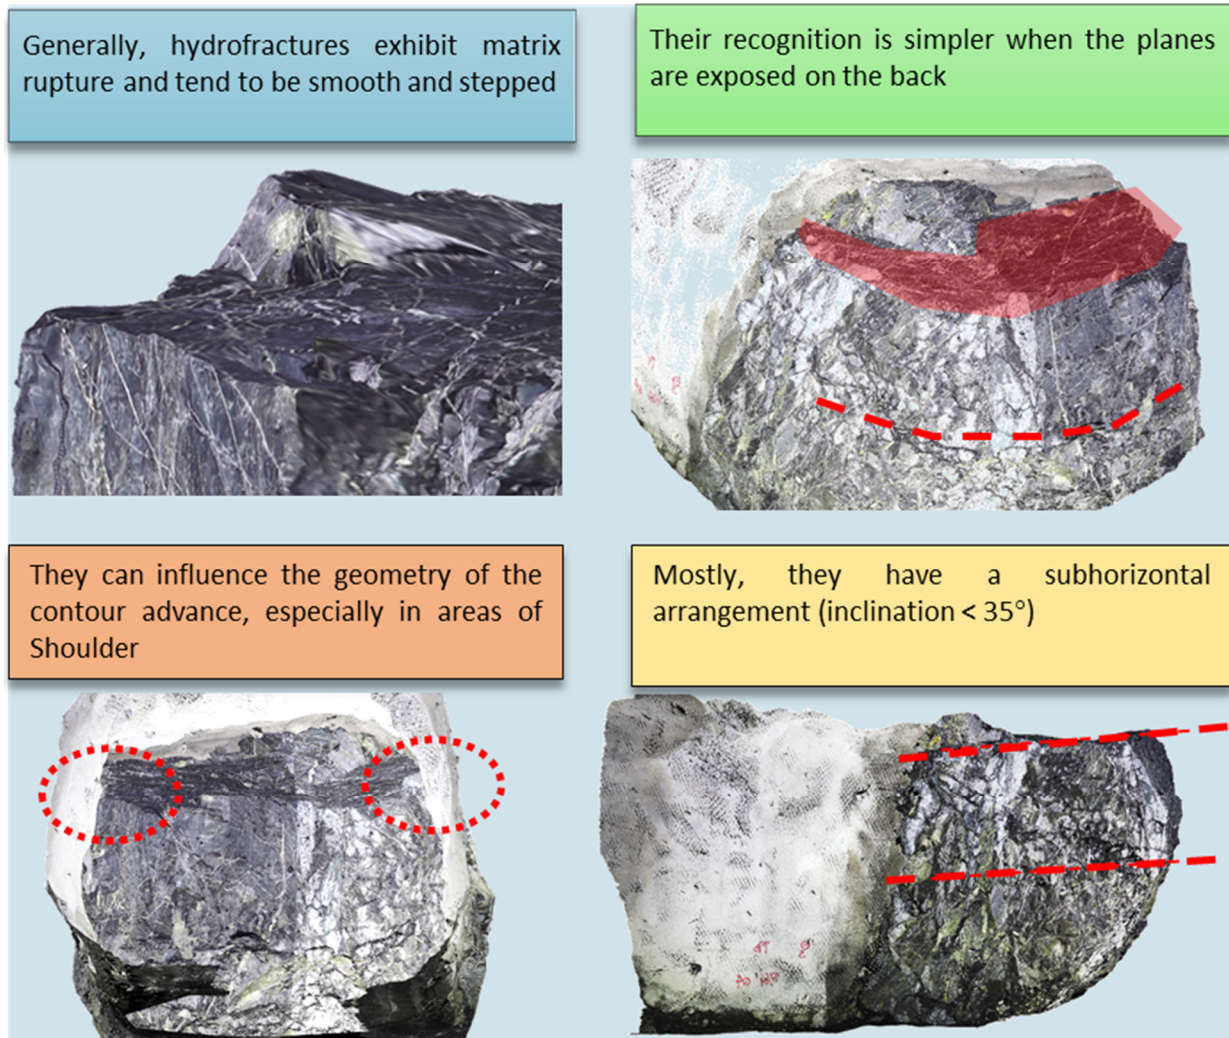 Generally, hydrofractures exhibit matrix
rupture and tend to be smooth and stepped
Their recognition is simpler when the planes
are exposed on the back
They can influence the geometry of the
contour advance, especially in areas of
Shoulder
Mostly, they have a subhorizontal
arrangement (inclination < 35°)